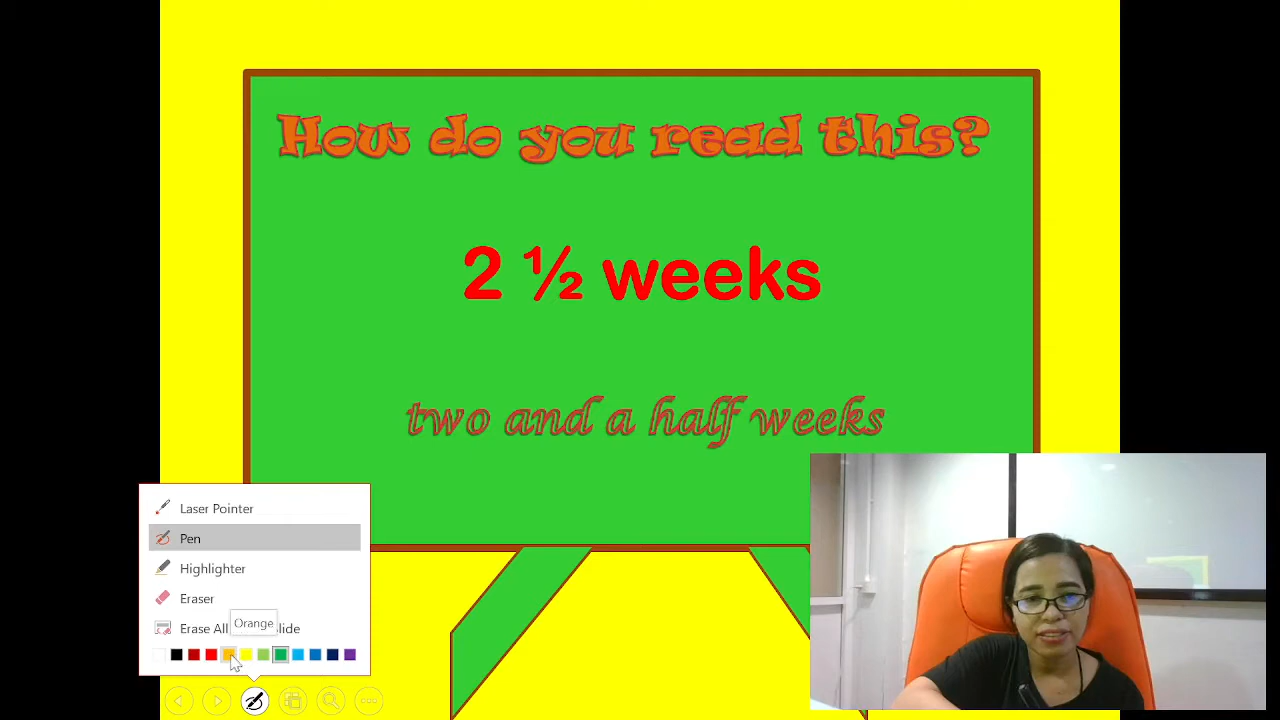 How do you read this?
2 ½ weeks
two and a half weeks
Laser Pointer
Pen
Highlighter
Eraser
Orange
Erase All lide